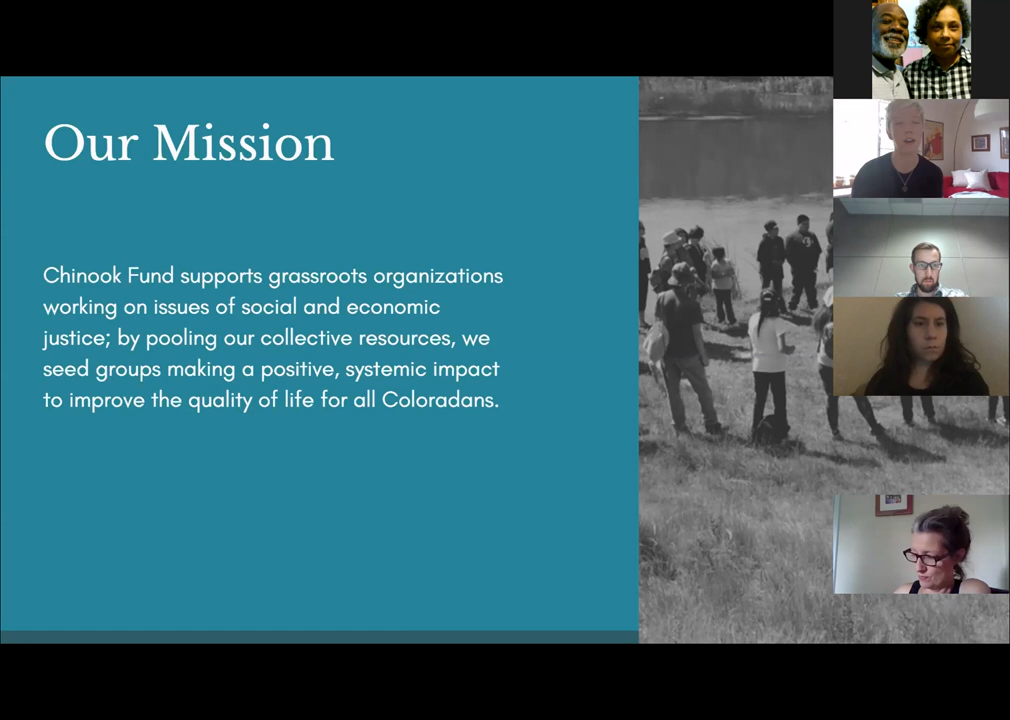 Our Mission
Chinook Fund supports grassroots organizations
working on issues of social and economic
justice; by pooling our collective resources, we
seed groups making a positive, systemic impact
to improve the quality of life for all Coloradans.